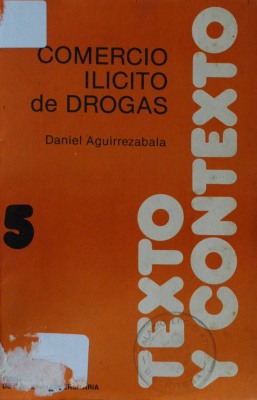 COMERCIO
ILICITO
de DROGAS
Daniel Aguirrezabala
5
TEXTO
Y CONTEXTO